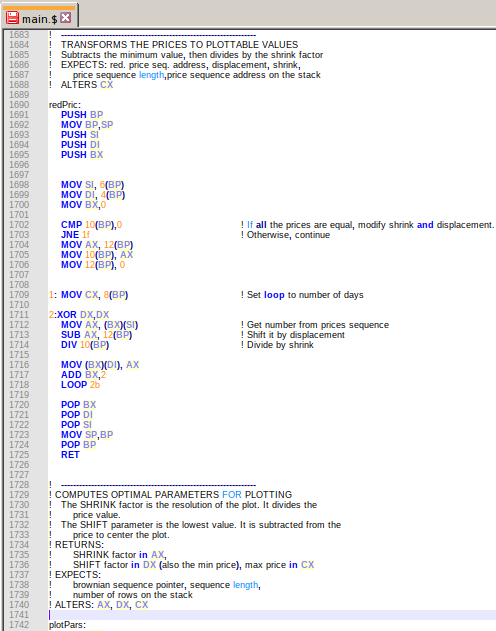 main.$
1683 ! -----------------------------------------------------------------
1684 ! TRANSFORMS THE PRICES TO PLOTTABLE VALUES
1685 ! Subtracts the minimum value, then divides by the shrink factor
1686 ! EXPECTS: red. price seq. address, displacement, shrink,
1687 ! price sequence length,price sequence address on the stack
1688 ! ALTERS CX
1689
1690 redPric:
1691 PUSH BP
1692 MOV BP,SP
1693 PUSH SI
1694 PUSH DI
1695 PUSH BX
1696
1697
1698 MOV SI, 6(BP)
1699 MOV DI, 4(BP)
1700 MOV BX,0
1701
1702 CMP 10(BP),0 ! If all the prices are equal, modify shrink and displacement.
1703 JNE 1f ! Otherwise, continue
1704 MOV AX, 12(BP)
1705 MOV 10(BP), AX
1706 MOV 12(BP), 0
1707
1708
1709 1: MOV CX, 8(BP) ! Set loop to number of days
1710
1711 2:XOR DX,DX
1712 MOV AX, (BX)(SI) ! Get number from prices sequence
1713 SUB AX, 12(BP) ! Shift it by displacement
1714 DIV 10(BP) ! Divide by shrink
1715
1716 MOV (BX)(DI), AX
1717 ADD BX,2
1718 LOOP 2b
1719
1720 POP BX
1721 POP DI
1722 POP SI
1723 MOV SP,BP
1724 POP BP
1725 RET
1726
1727
1728 ! -----------------------------------------------------------------
1729 ! COMPUTES OPTIMAL PARAMETERS FOR PLOTTING
1730 ! The SHRINK factor is the resolution of the plot. It divides the
1731 ! price value.
1732 ! The SHIFT parameter is the lowest value. It is subtracted from the
1733 ! price to center the plot.
1734 ! RETURNS:
1735 ! SHRINK factor in AX,
1736 ! SHIFT factor in DX (also the min price), max price in CX
1737 ! EXPECTS:
1738 ! brownian sequence pointer, sequence length,
1739 ! number of rows on the stack
1740 ! ALTERS: AX, DX, CX
1741
1742 plotPars: